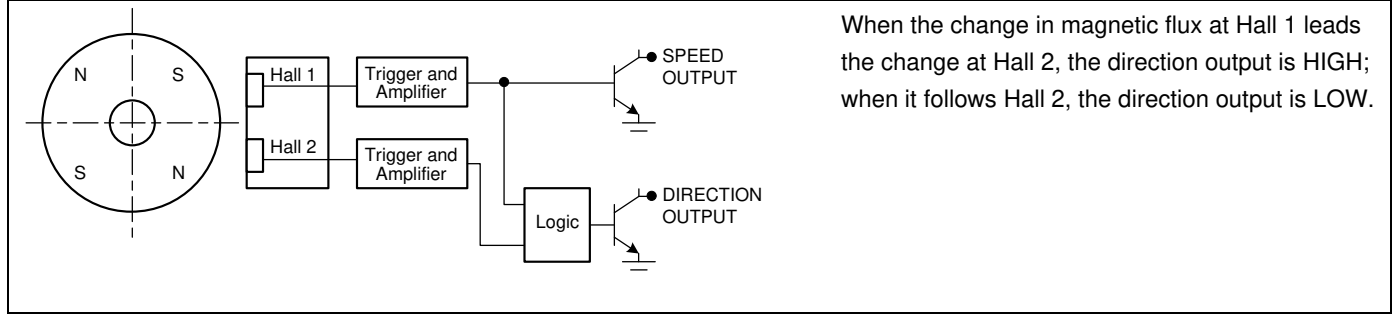 N
S
S
N
Hall 1
Hall 2
Trigger and
Amplifier
Trigger and
Amplifier
Logic
SPEED
OUTPUT
DIRECTION
OUTPUT
When the change in magnetic flux at Hall 1 leads
the change at Hall 2, the direction output is HIGH;
when it follows Hall 2, the direction output is LOW.